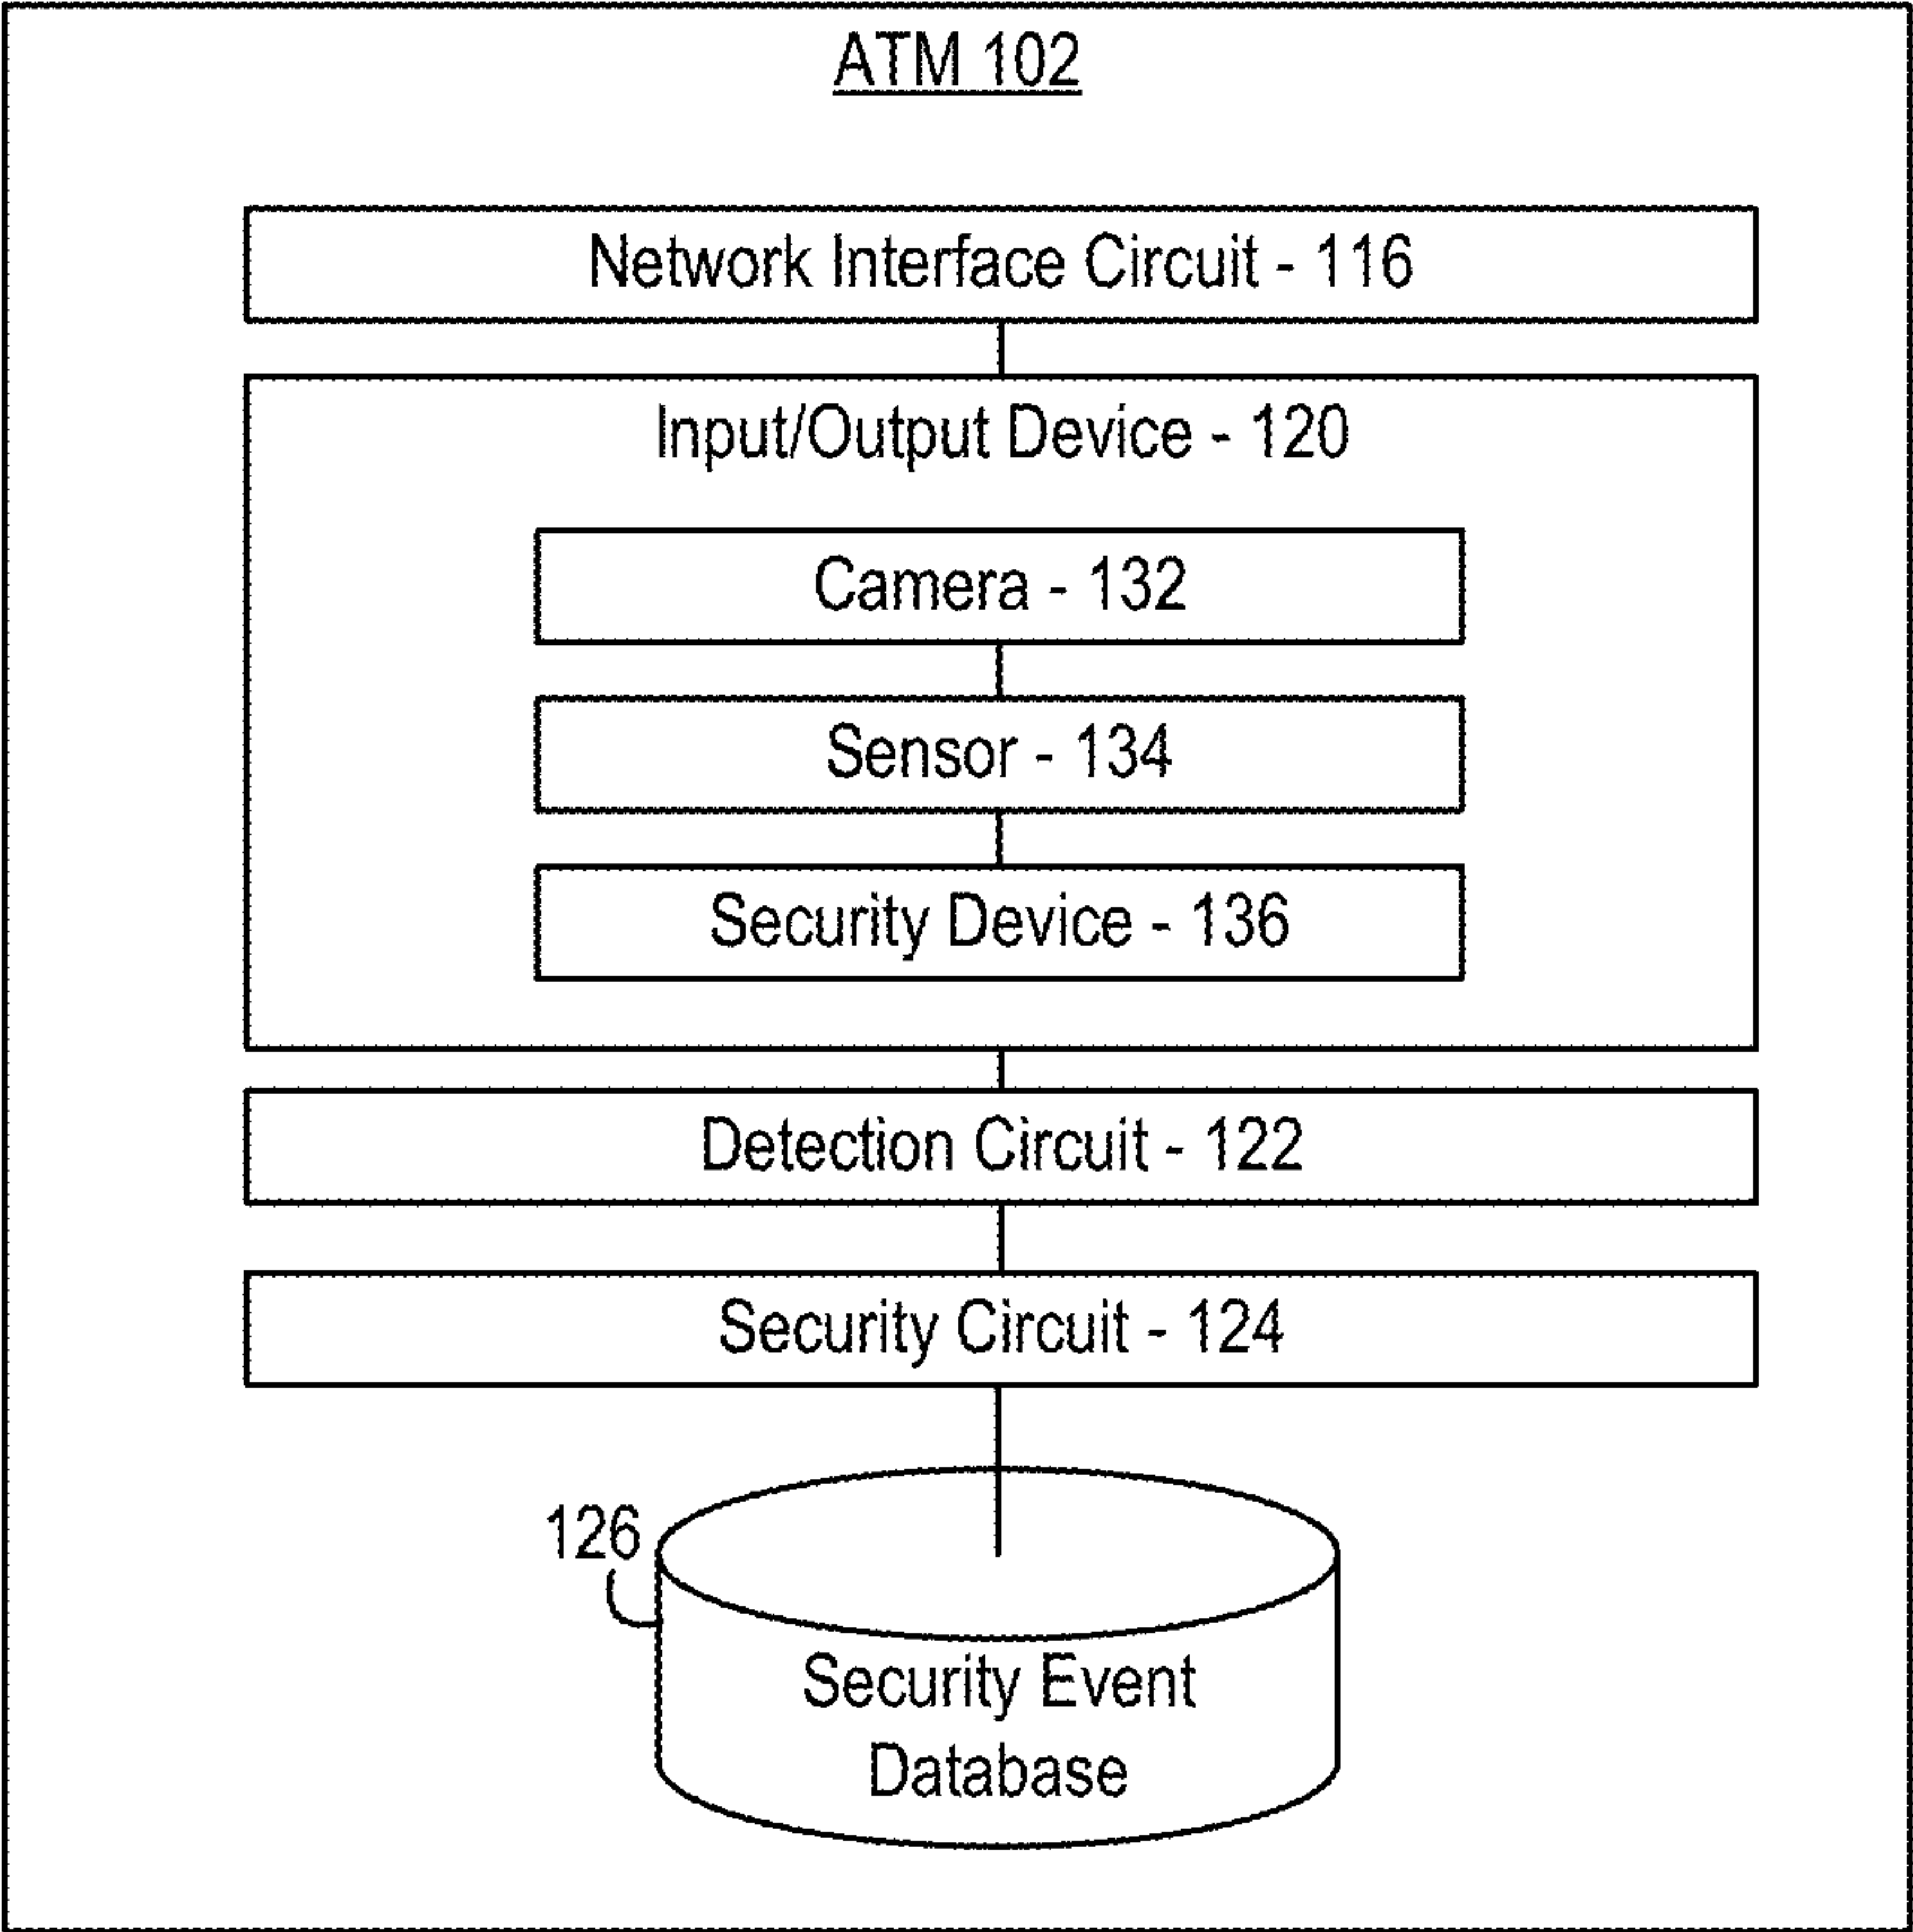 ATM 102
Network Interface Circuit - 116
Input/Output Device - 120
Camera - 132
Sensor - 134
Security Device - 136
Detection Circuit - 122
Security Circuit - 124
126
Security Event
Database